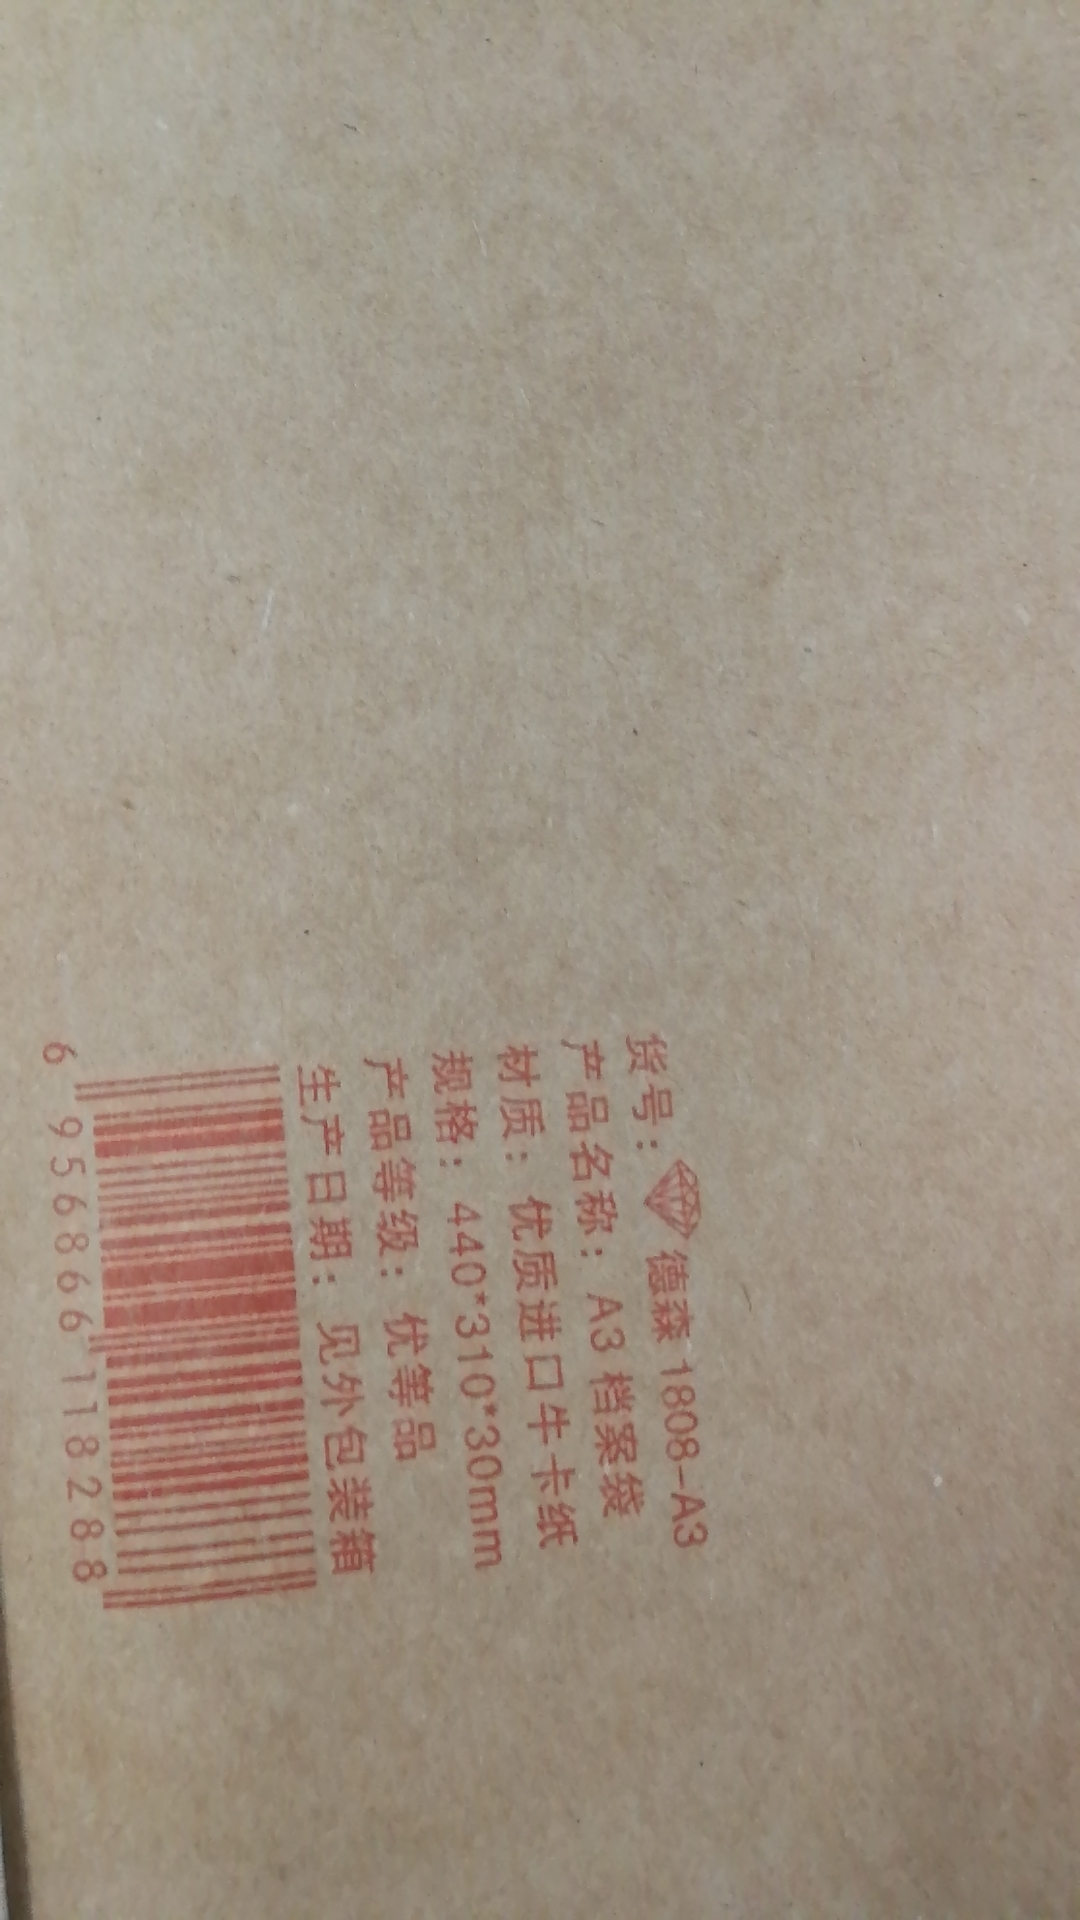 货号：德森 1808-A3
产品名称：A3 档案袋
材质：优质进口牛卡纸
规格：440*310*30mm
产品等级：优等品
生产日期：见外包装箱
6 956866 118288